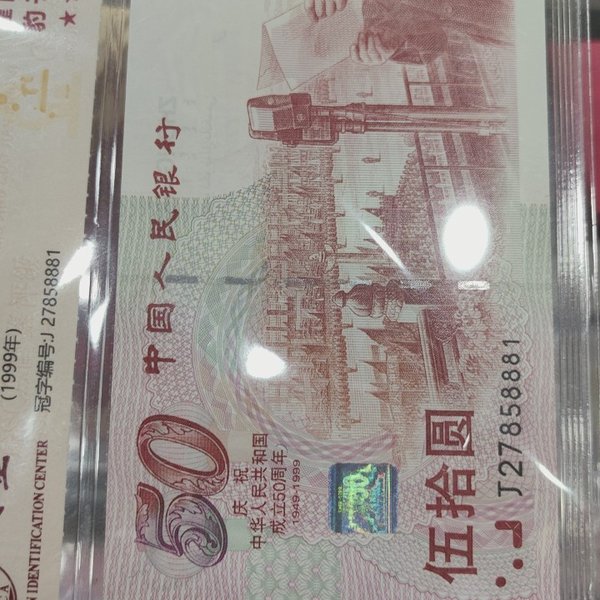 中国人民银行
50
庆祝
中华人民共和国
成立50周年
1949-1999
伍拾圆
J27858881
(1999年)
冠字编号:J 27858881
IDENTIFICATION CENTER